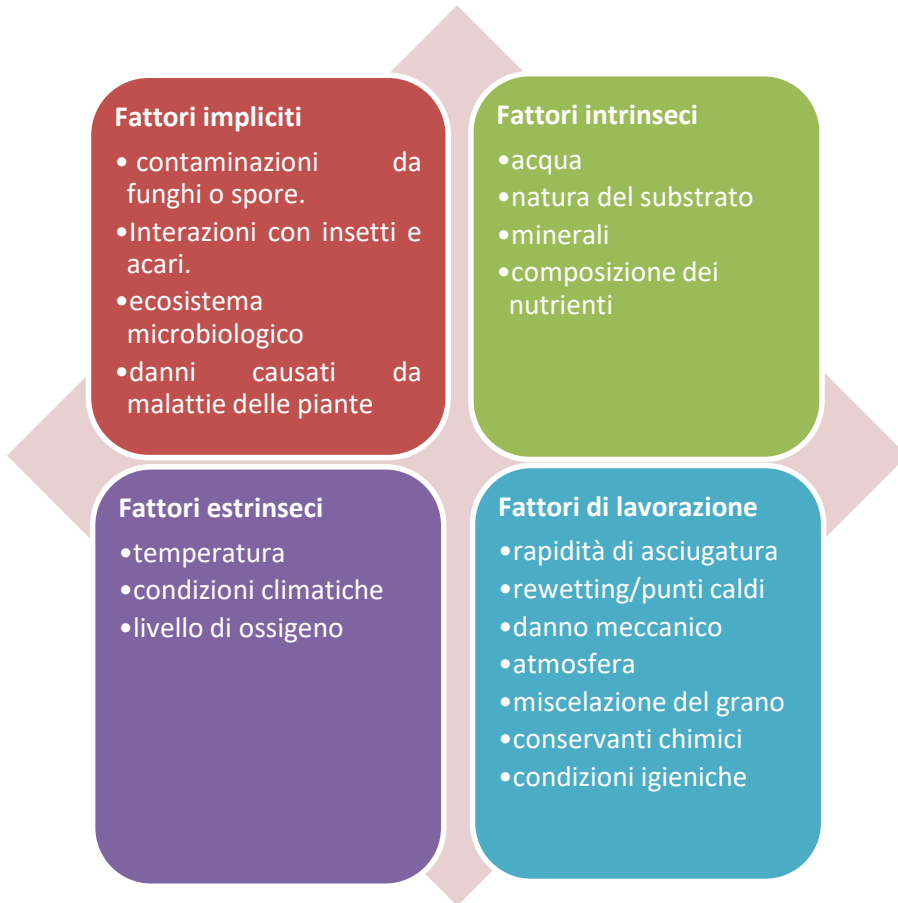 Fattori impliciti
• contaminazioni da
funghi o spore.
•Interazioni con insetti e
acari.
•ecosistema
microbiologico
•danni causati da
malattie delle piante
Fattori intrinseci
•acqua
•natura del substrato
•minerali
•composizione dei
nutrienti
Fattori estrinseci
•temperatura
•condizioni climatiche
•livello di ossigeno
Fattori di lavorazione
•rapidità di asciugatura
•rewetting/punti caldi
•danno meccanico
•atmosfera
•miscelazione del grano
•conservanti chimici
•condizioni igieniche